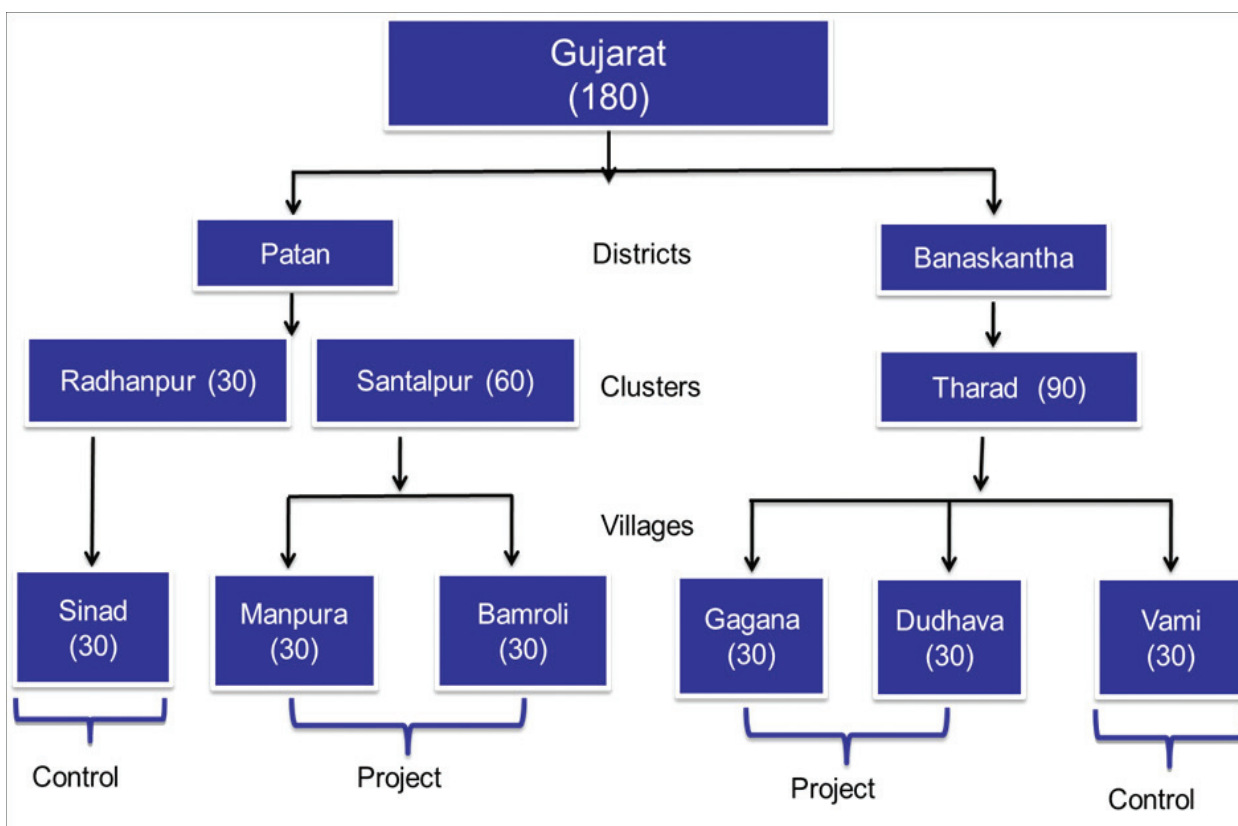 Gujarat
(180)
Patan
Districts
Banaskantha
Radhanpur (30)
Santalpur (60)
Clusters
Tharad (90)
Villages
Sinad
(30)
Manpura
(30)
Bamroli
(30)
Gagana
(30)
Dudhava
(30)
Vami
(30)
Control
Project
Project
Control